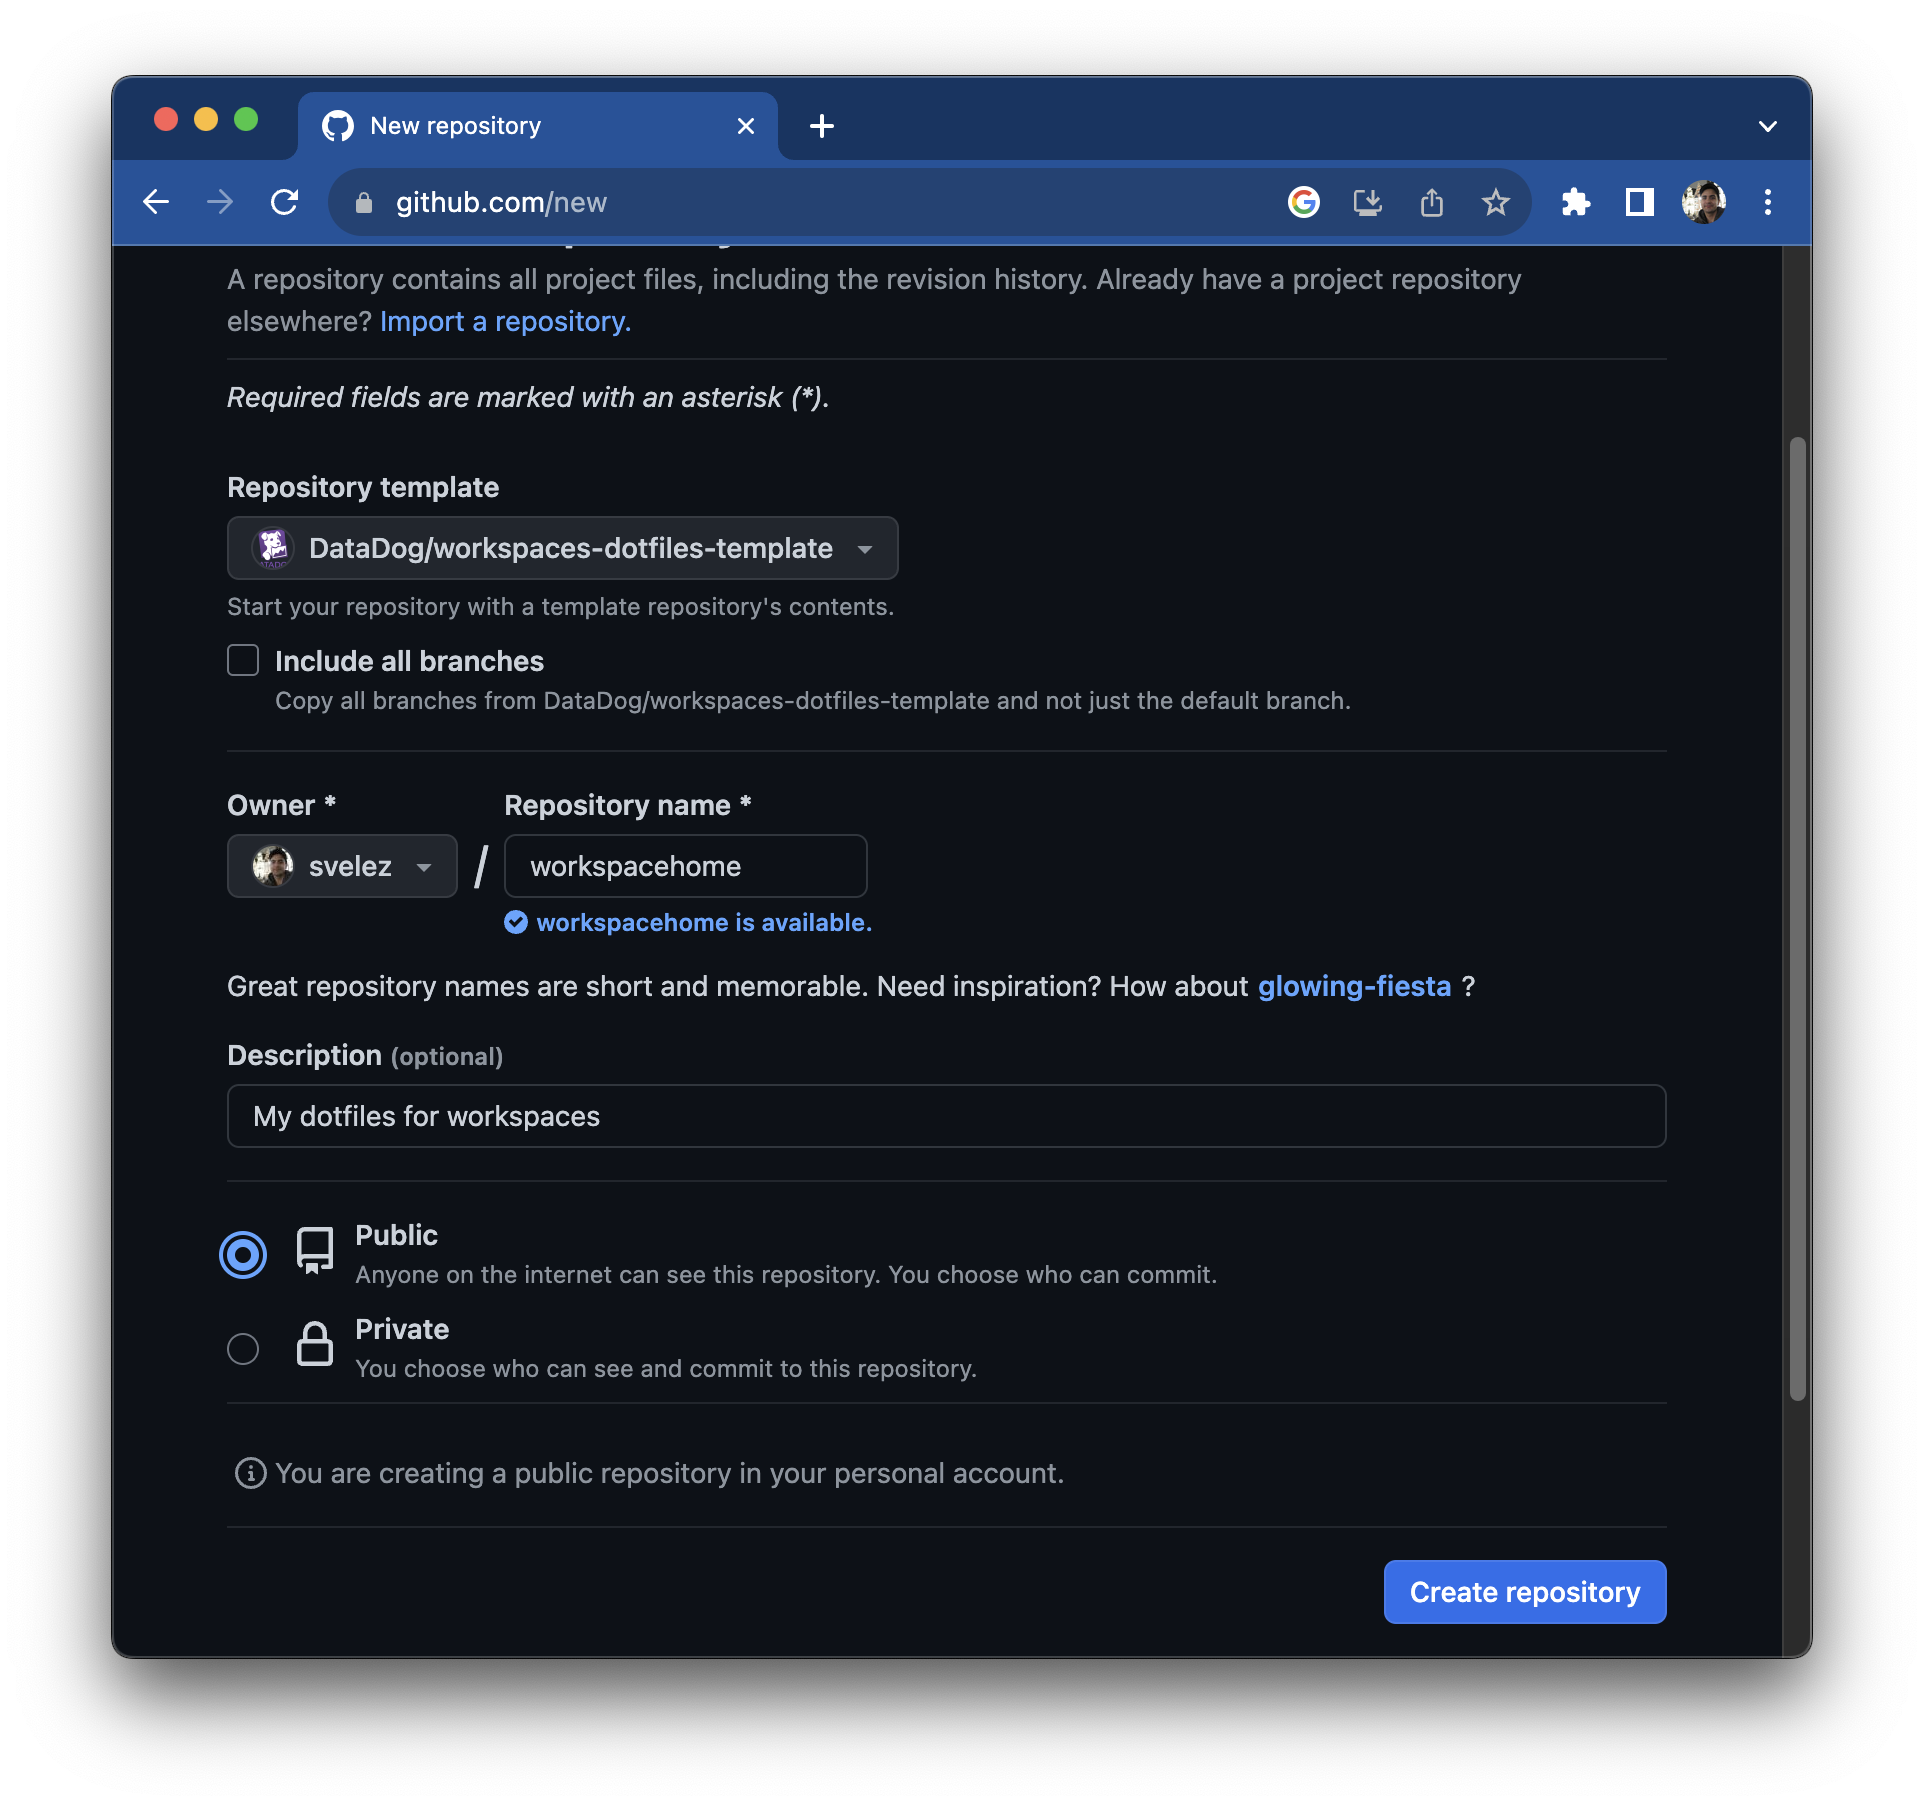 New repository
github.com/new
A repository contains all project files, including the revision history. Already have a project repository
elsewhere? Import a repository.
Required fields are marked with an asterisk (*).
Repository template
DataDog/workspaces-dotfiles-template
Start your repository with a template repository's contents.
Include all branches
Copy all branches from DataDog/workspaces-dotfiles-template and not just the default branch.
Owner * Repository name *
svelez / workspacehome
workspacehome is available.
Great repository names are short and memorable. Need inspiration? How about glowing-fiesta ?
Description (optional)
My dotfiles for workspaces
Public
Anyone on the internet can see this repository. You choose who can commit.
Private
You choose who can see and commit to this repository.
You are creating a public repository in your personal account.
Create repository